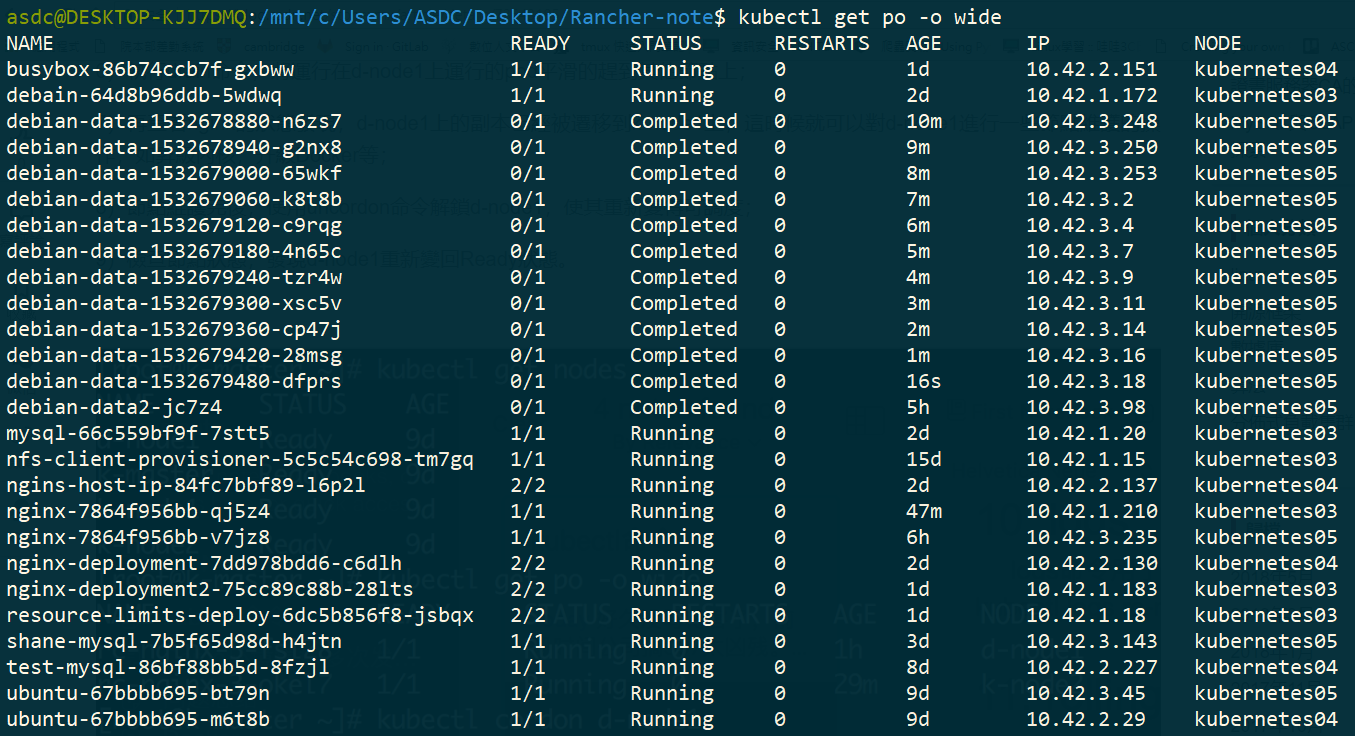 asdc@DESKTOP-KJJ7DMQ:/mnt/c/Users/ASDC/Desktop/Rancher-note$ kubectl get po -o wide
NAME READY STATUS RESTARTS AGE IP NODE
busybox-86b74ccb7f-gxbww 1/1 Running 0 1d 10.42.2.151 kubernetes04
debain-64d8b96ddb-5wdwq 1/1 Running 0 2d 10.42.1.172 kubernetes03
debian-data-1532678880-n6zs7 0/1 Completed 0 10m 10.42.3.248 kubernetes05
debian-data-1532678940-g2nx8 0/1 Completed 0 9m 10.42.3.250 kubernetes05
debian-data-1532679000-65wkf 0/1 Completed 0 8m 10.42.3.253 kubernetes05
debian-data-1532679060-k8t8b 0/1 Completed 0 7m 10.42.3.2 kubernetes05
debian-data-1532679120-c9rqg 0/1 Completed 0 6m 10.42.3.4 kubernetes05
debian-data-1532679180-4n65c 0/1 Completed 0 5m 10.42.3.7 kubernetes05
debian-data-1532679240-tzr4w 0/1 Completed 0 4m 10.42.3.9 kubernetes05
debian-data-1532679300-xsc5v 0/1 Completed 0 3m 10.42.3.11 kubernetes05
debian-data-1532679360-cp47j 0/1 Completed 0 2m 10.42.3.14 kubernetes05
debian-data-1532679420-28msg 0/1 Completed 0 1m 10.42.3.16 kubernetes05
debian-data-1532679480-dfprs 0/1 Completed 0 16s 10.42.3.18 kubernetes05
debian-data2-jc7z4 0/1 Completed 0 5h 10.42.3.98 kubernetes05
mysql-66c559bf9f-7stt5 1/1 Running 0 2d 10.42.1.20 kubernetes03
nfs-client-provisioner-5c5c54c698-tm7gq 1/1 Running 0 15d 10.42.1.15 kubernetes03
ngins-host-ip-84fc7bbf89-l6p2l 2/2 Running 0 2d 10.42.2.137 kubernetes04
nginx-7864f956bb-qj5z4 1/1 Running 0 47m 10.42.1.210 kubernetes03
nginx-7864f956bb-v7jz8 1/1 Running 0 6h 10.42.3.235 kubernetes05
nginx-deployment-7dd978bdd6-c6dlh 2/2 Running 0 2d 10.42.2.130 kubernetes04
nginx-deployment2-75cc89c88b-28lts 2/2 Running 0 1d 10.42.1.183 kubernetes03
resource-limits-deploy-6dc5b856f8-jsbqx 2/2 Running 0 1d 10.42.1.18 kubernetes03
shane-mysql-7b5f65d98d-h4jtn 1/1 Running 0 3d 10.42.3.143 kubernetes05
test-mysql-86bf88bb5d-8fzjl 1/1 Running 0 8d 10.42.2.227 kubernetes04
ubuntu-67bbbb695-bt79n 1/1 Running 0 9d 10.42.3.45 kubernetes05
ubuntu-67bbbb695-m6t8b 1/1 Running 0 9d 10.42.2.29 kubernetes04